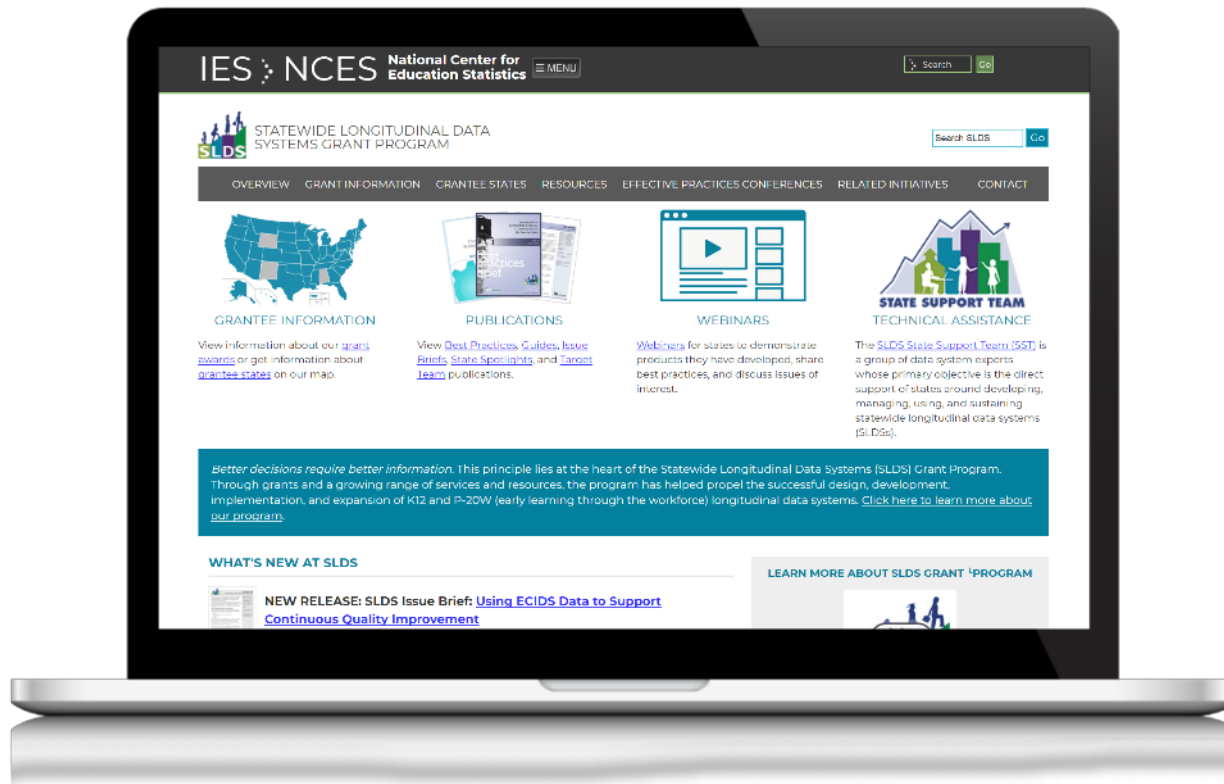 IES NCES National Center for
Education Statistics
MENU
Search
Go
SLDS
STATEWIDE LONGITUDINAL DATA
SYSTEMS GRANT PROGRAM
Search SLDS
Go
OVERVIEW GRANT INFORMATION GRANTEE STATES RESOURCES EFFECTIVE PRACTICES CONFERENCES RELATED INITIATIVES CONTACT
GRANTEE INFORMATION
View information about our grant
awards or get information about
grantee states on our map.
best
practices
brief
PUBLICATIONS
View Best Practices, Guides, Issue
Briefs, State Spotlights, and Target
Team publications.
WEBINARS
Webinars for states to demonstrate
products they have developed, share
best practices, and discuss issues of
interest.
STATE SUPPORT TEAM
TECHNICAL ASSISTANCE
The SLDS State Support Team (SST) is
a group of data system experts
whose primary objective is the direct
support of states around developing,
managing, using, and sustaining
statewide longitudinal data systems
(SLDSs).
Better decisions require better information. This principle lies at the heart of the Statewide Longitudinal Data Systems (SLDS) Grant Program.
Through grants and a growing range of services and resources, the program has helped propel the successful design, development,
implementation, and expansion of K12 and P-20W (early learning through the workforce) longitudinal data systems. Click here to learn more about
our program.
WHAT'S NEW AT SLDS
NEW RELEASE: SLDS Issue Brief: Using ECIDS Data to Support
Continuous Quality Improvement
LEARN MORE ABOUT SLDS GRANT LPROGRAM